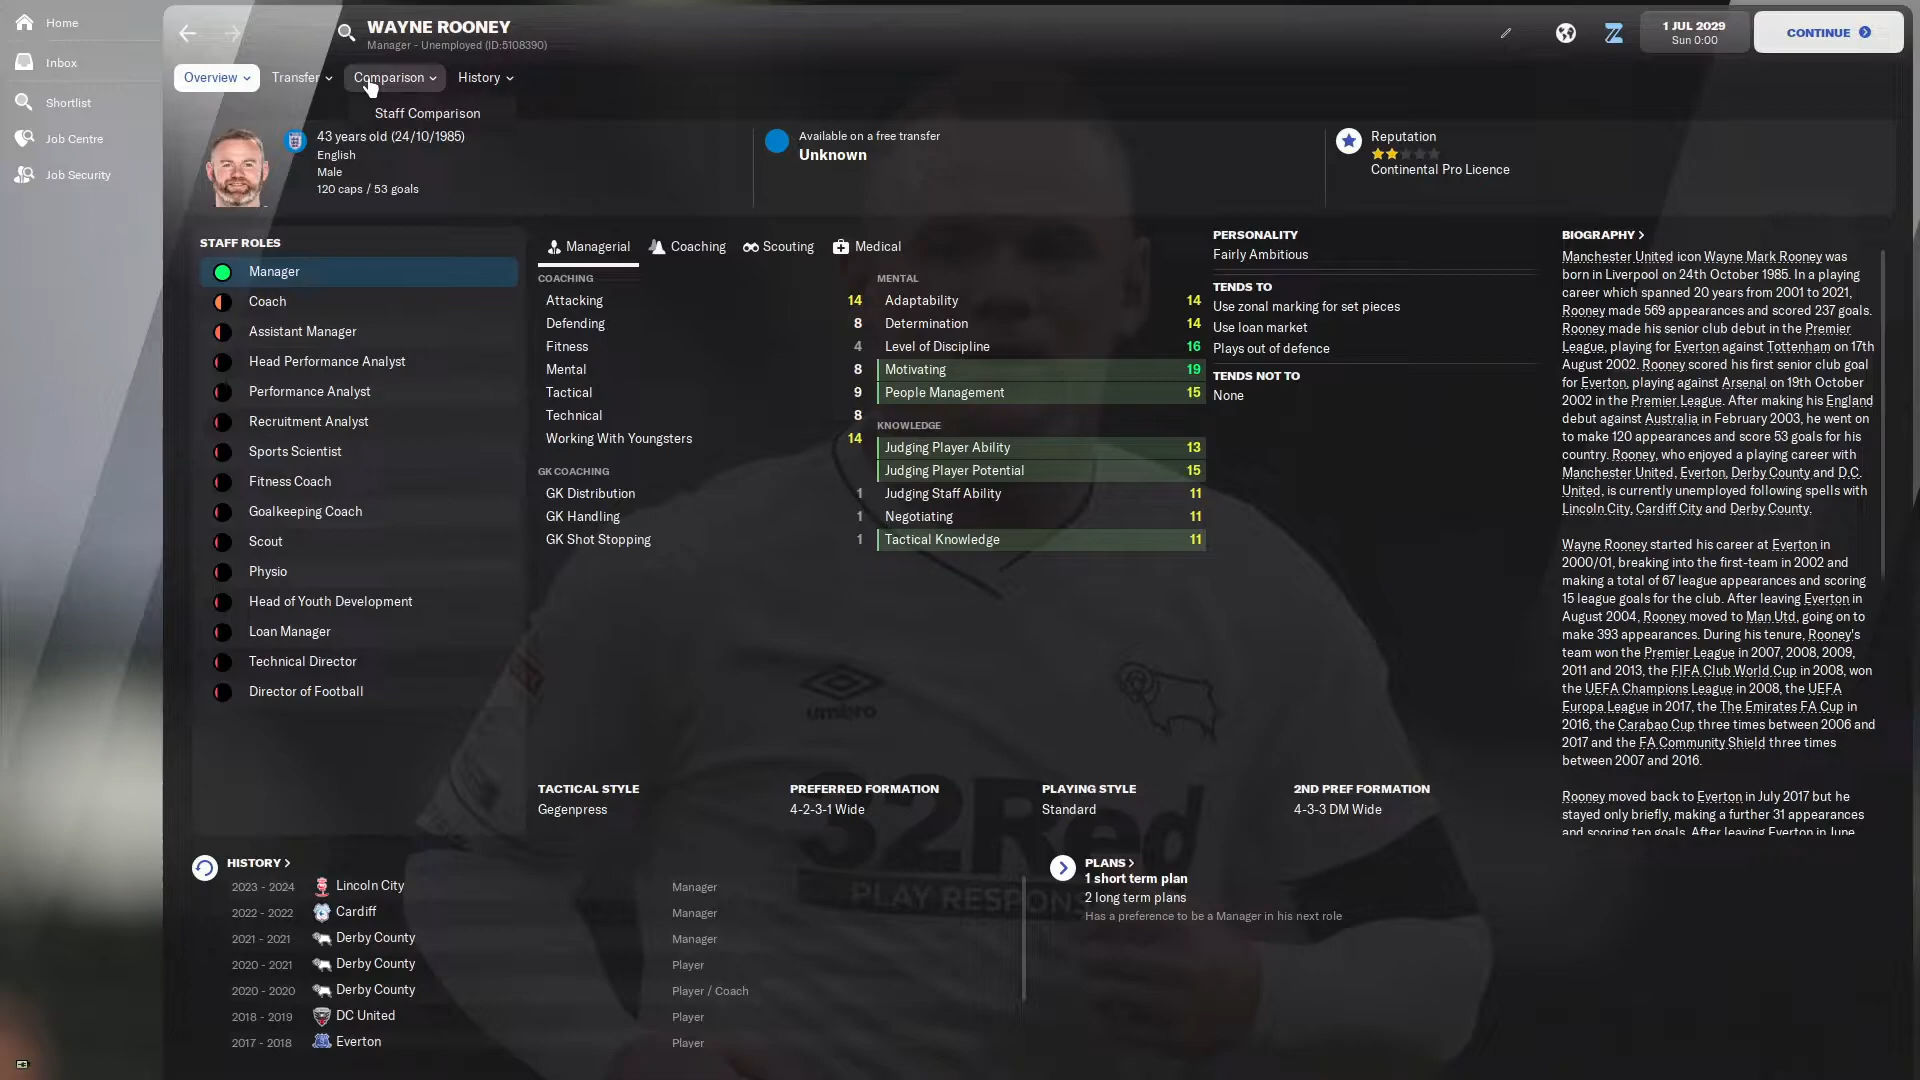 Home
Inbox
Shortlist
Job Centre
Job Security
WAYNE ROONEY
Manager - Unemployed (ID:5108390)
1 JUL 2029
Sun 0:00
CONTINUE
Overview
Transfer
Comparison
History
Staff Comparison
43 years old (24/10/1985)
English
Male
120 caps / 53 goals
Available on a free transfer
Unknown
Reputation
Continental Pro Licence
STAFF ROLES
Manager
Coach
Assistant Manager
Head Performance Analyst
Performance Analyst
Recruitment Analyst
Sports Scientist
Fitness Coach
Goalkeeping Coach
Scout
Physio
Head of Youth Development
Loan Manager
Technical Director
Director of Football
Managerial
Coaching
Scouting
Medical
COACHING
Attacking 14
Defending 8
Fitness 4
Mental 8
Tactical 9
Technical 8
Working With Youngsters 14
GK COACHING
GK Distribution 1
GK Handling 1
GK Shot Stopping 1
MENTAL
Adaptability 14
Determination 14
Level of Discipline 16
Motivating 19
People Management 15
KNOWLEDGE
Judging Player Ability 13
Judging Player Potential 15
Judging Staff Ability 11
Negotiating 11
Tactical Knowledge 11
PERSONALITY
Fairly Ambitious
TENDS TO
Use zonal marking for set pieces
Use loan market
Plays out of defence
TENDS NOT TO
None
BIOGRAPHY >
Manchester United icon Wayne Mark Rooney was
born in Liverpool on 24th October 1985. In a playing
career which spanned 20 years from 2001 to 2021,
Rooney made 569 appearances and scored 237 goals.
Rooney made his senior club debut in the Premier
League, playing for Everton against Tottenham on 17th
August 2002. Rooney scored his first senior club goal
for Everton, playing against Arsenal on 19th October
2002 in the Premier League. After making his England
debut against Australia in February 2003, he went on
to make 120 appearances and score 53 goals for his
country. Rooney, who enjoyed a playing career with
Manchester United, Everton, Derby County and D.C.
United, is currently unemployed following spells with
Lincoln City, Cardiff City and Derby County.
Wayne Rooney started his career at Everton in
2000/01, breaking into the first-team in 2002 and
making a total of 67 league appearances and scoring
15 league goals for the club. After leaving Everton in
August 2004, Rooney moved to Man Utd, going on to
make 393 appearances. During his tenure, Rooney's
team won the Premier League in 2007, 2008, 2009,
2011 and 2013, the FIFA Club World Cup in 2008, won
the UEFA Champions League in 2008, the UEFA
Europa League in 2017, the The Emirates FA Cup in
2016, the Carabao Cup three times between 2006 and
2017 and the FA Community Shield three times
between 2007 and 2016.
Rooney moved back to Everton in July 2017 but he
stayed only briefly, making a further 31 appearances
and scoring ten goals. After leaving Everton in June
umbro
32Red
PLAY RESPONS
TACTICAL STYLE
Gegenpress
PREFERRED FORMATION
4-2-3-1 Wide
PLAYING STYLE
Standard
2ND PREF FORMATION
4-3-3 DM Wide
HISTORY >
2023 - 2024 Lincoln City Manager
2022 - 2022 Cardiff Manager
2021 - 2021 Derby County Manager
2020 - 2021 Derby County Player
2020 - 2020 Derby County Player / Coach
2018 - 2019 DC United Player
2017 - 2018 Everton Player
PLANS >
1 short term plan
2 long term plans
Has a preference to be a Manager in his next role